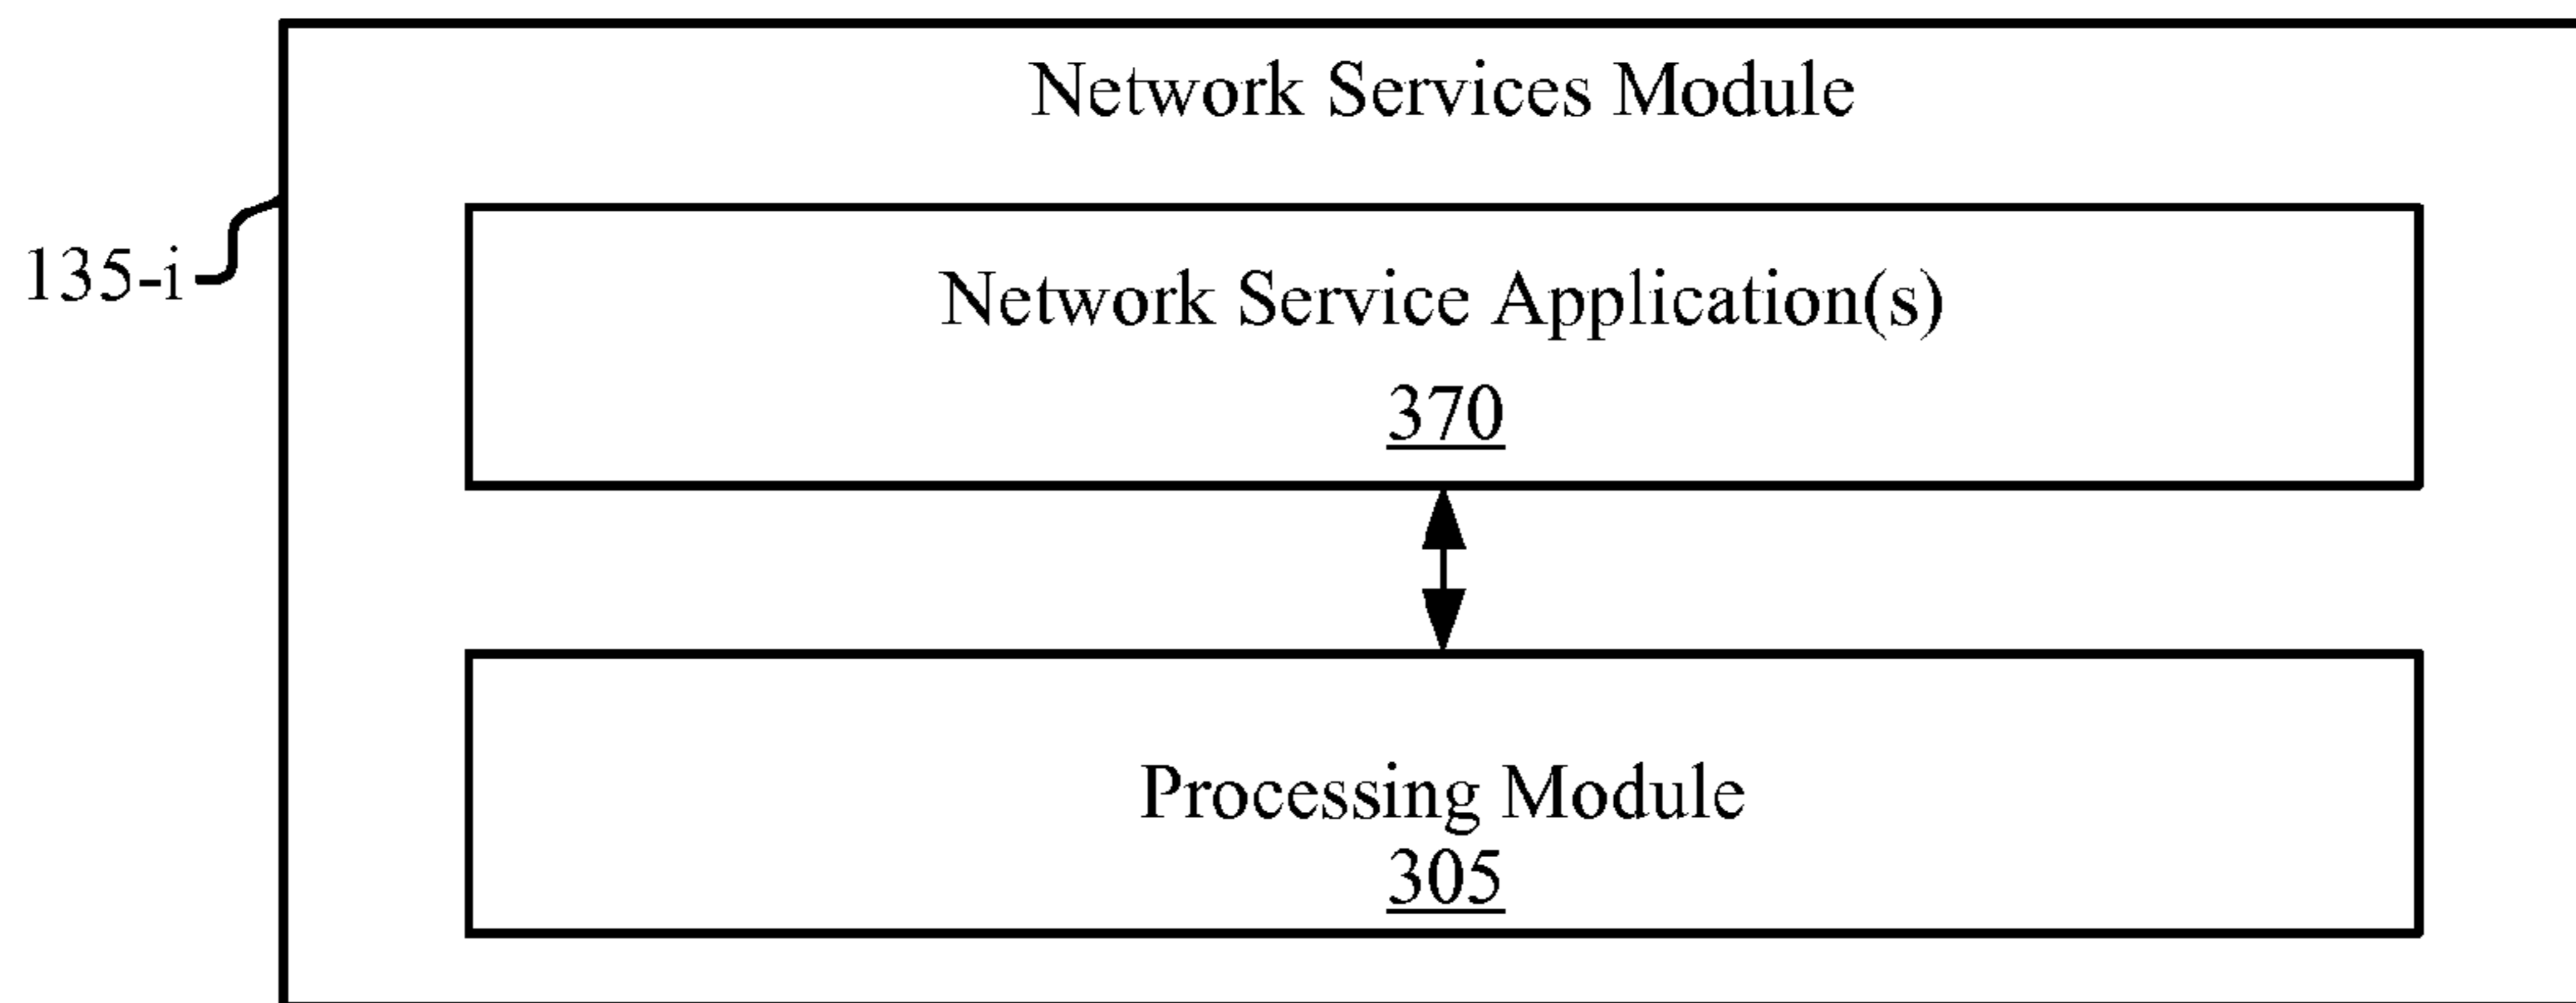 Network Services Module
135-i
Network Service Application(s)
370
Processing Module
305